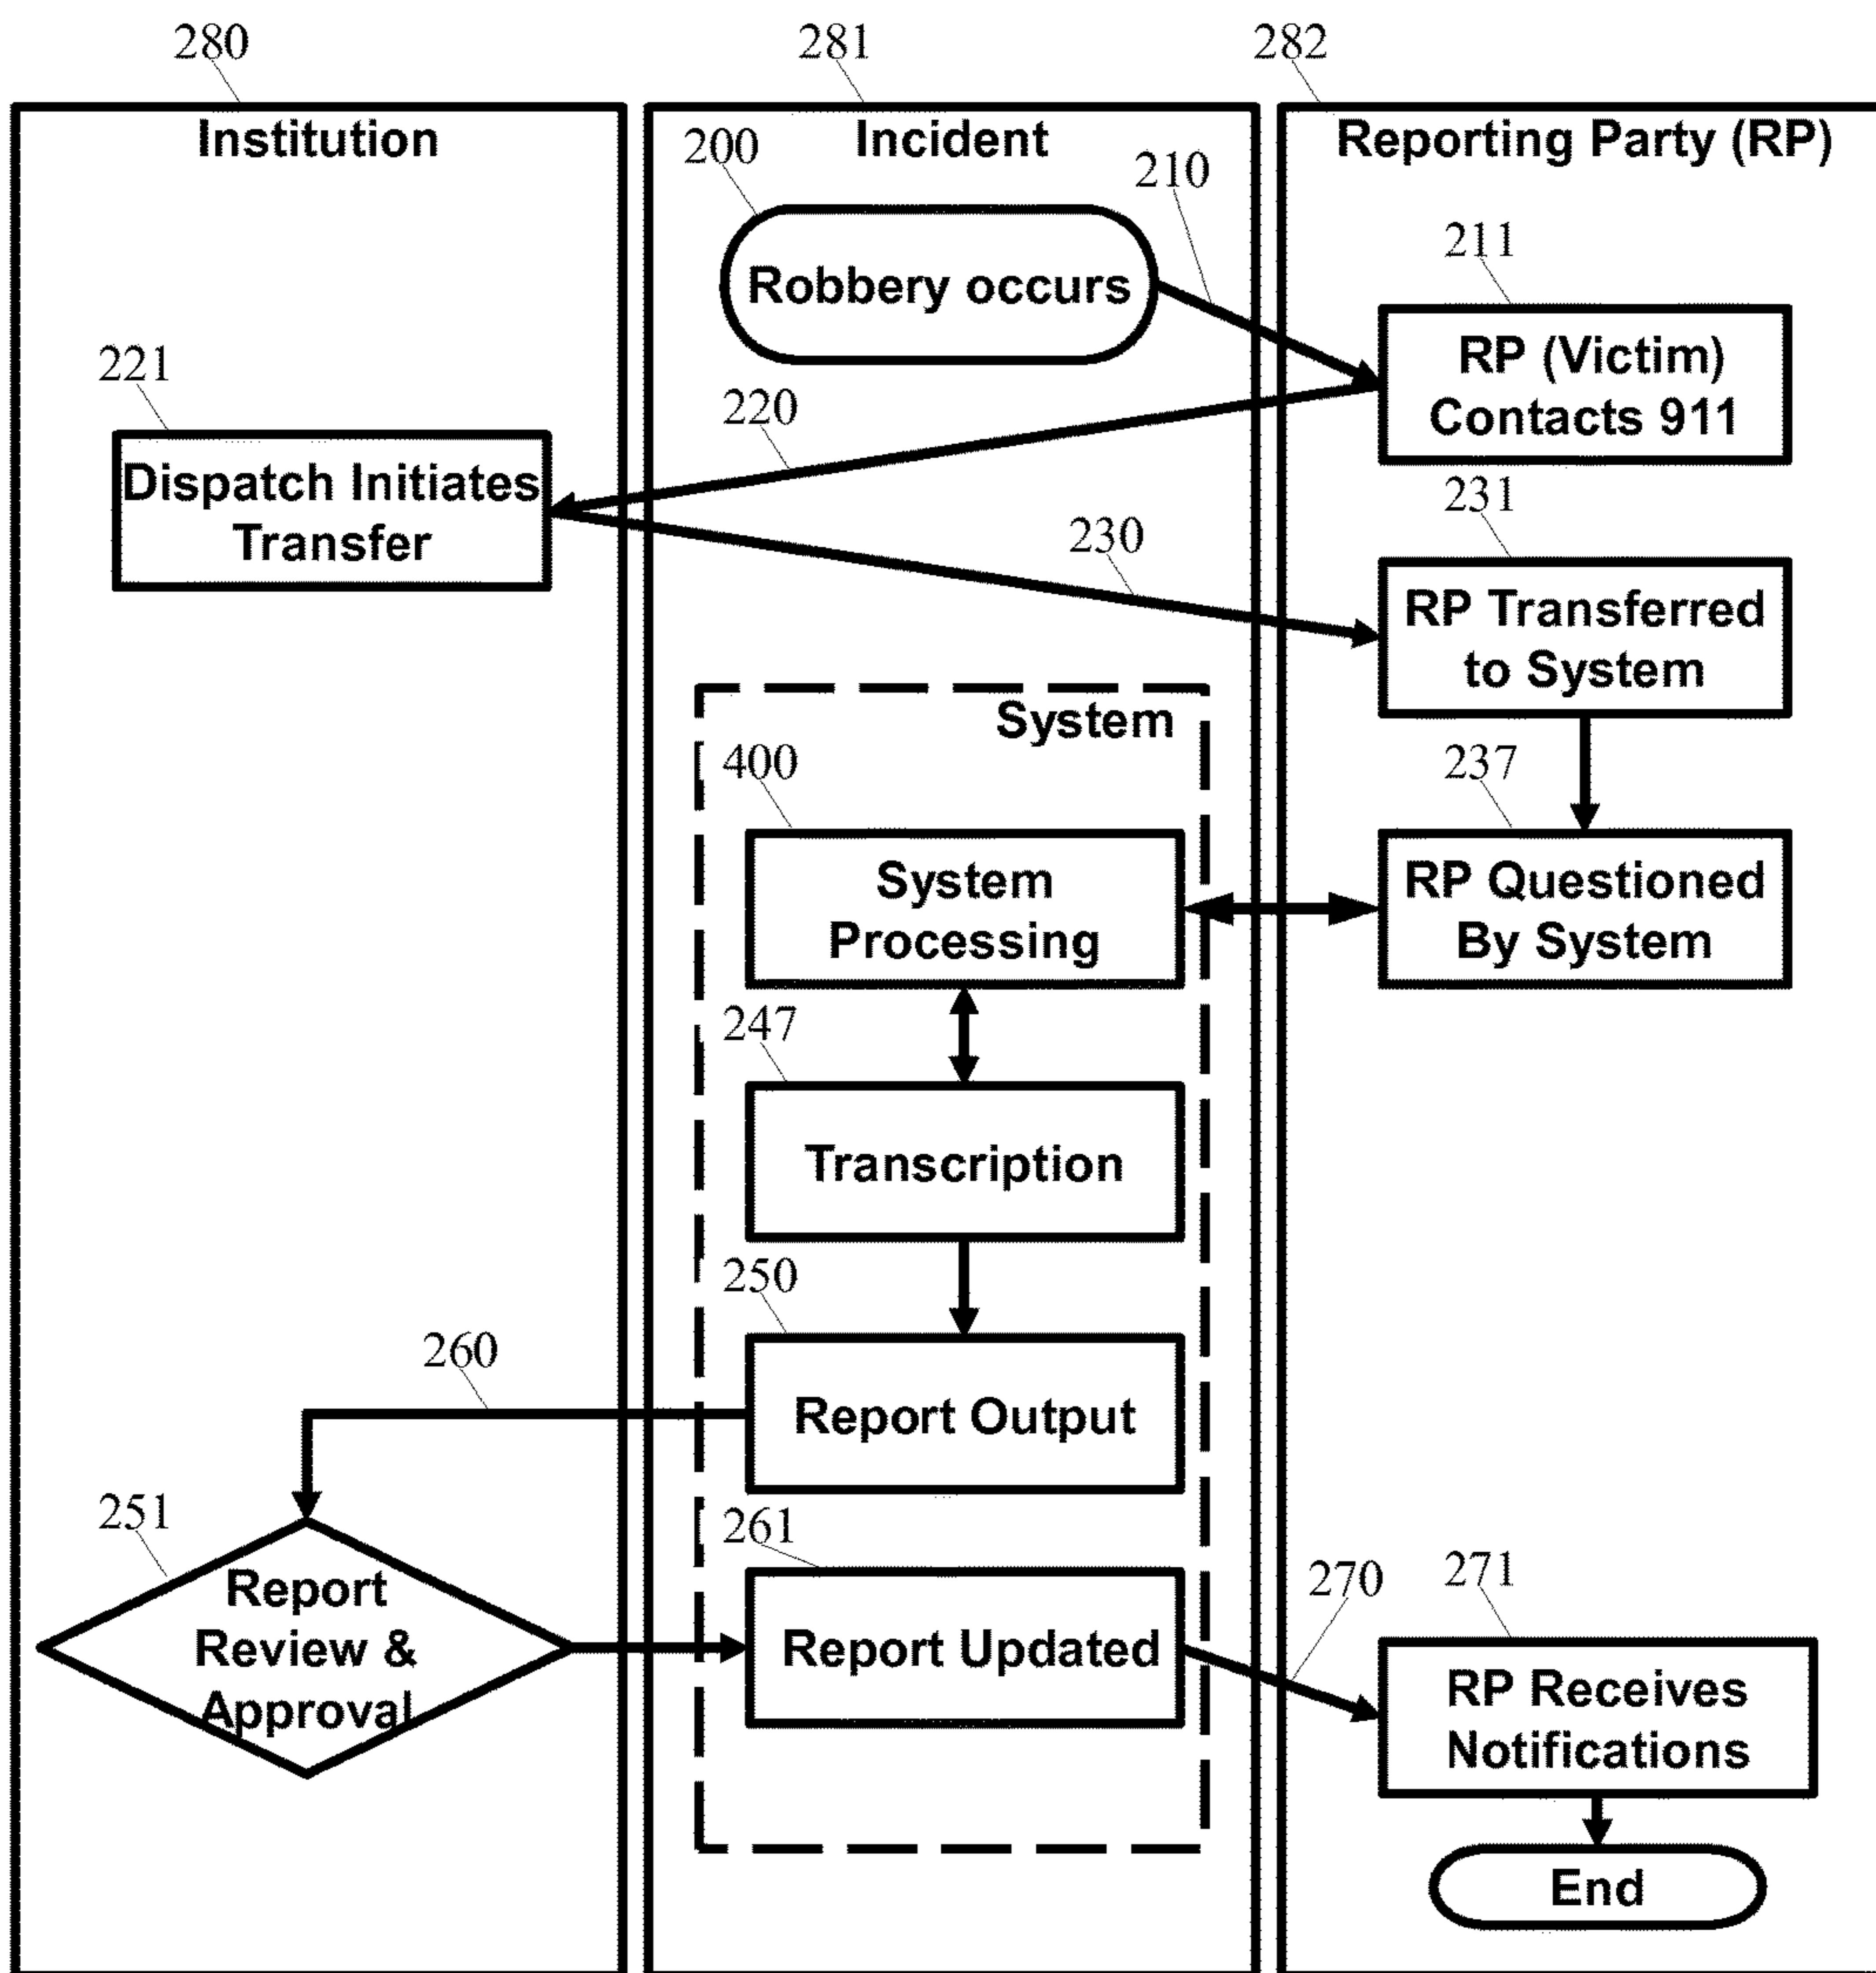 280
281
282
Institution
Incident
Reporting Party (RP)
200
210
Robbery occurs
211
RP (Victim)
Contacts 911
221
220
Dispatch Initiates
Transfer
230
231
RP Transferred
to System
System
400
System
Processing
237
RP Questioned
By System
247
Transcription
250
Report Output
260
251
Report
Review &
Approval
261
Report Updated
270
271
RP Receives
Notifications
End